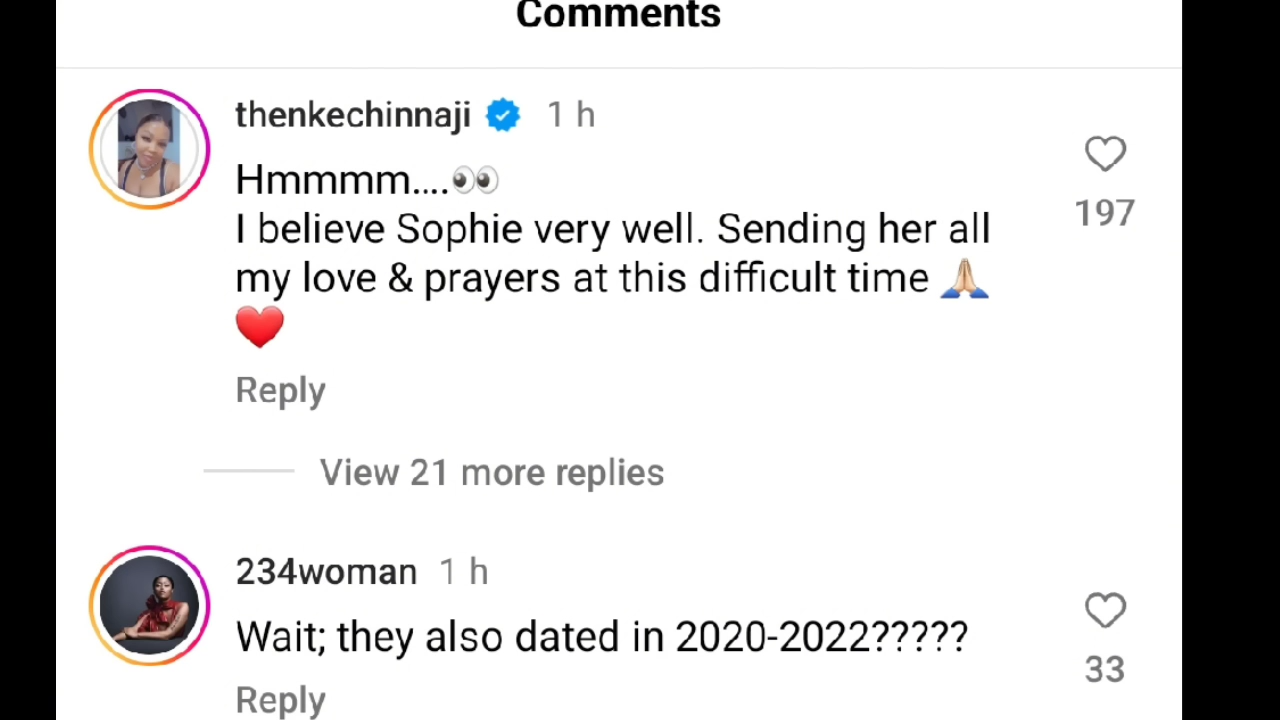 Comments
thenkechinnaji 1 h
Hmmmm....👀
I believe Sophie very well. Sending her all
my love & prayers at this difficult time 🙏🏼
❤️
197
Reply
View 21 more replies
234woman 1 h
Wait; they also dated in 2020-2022?????
33
Reply